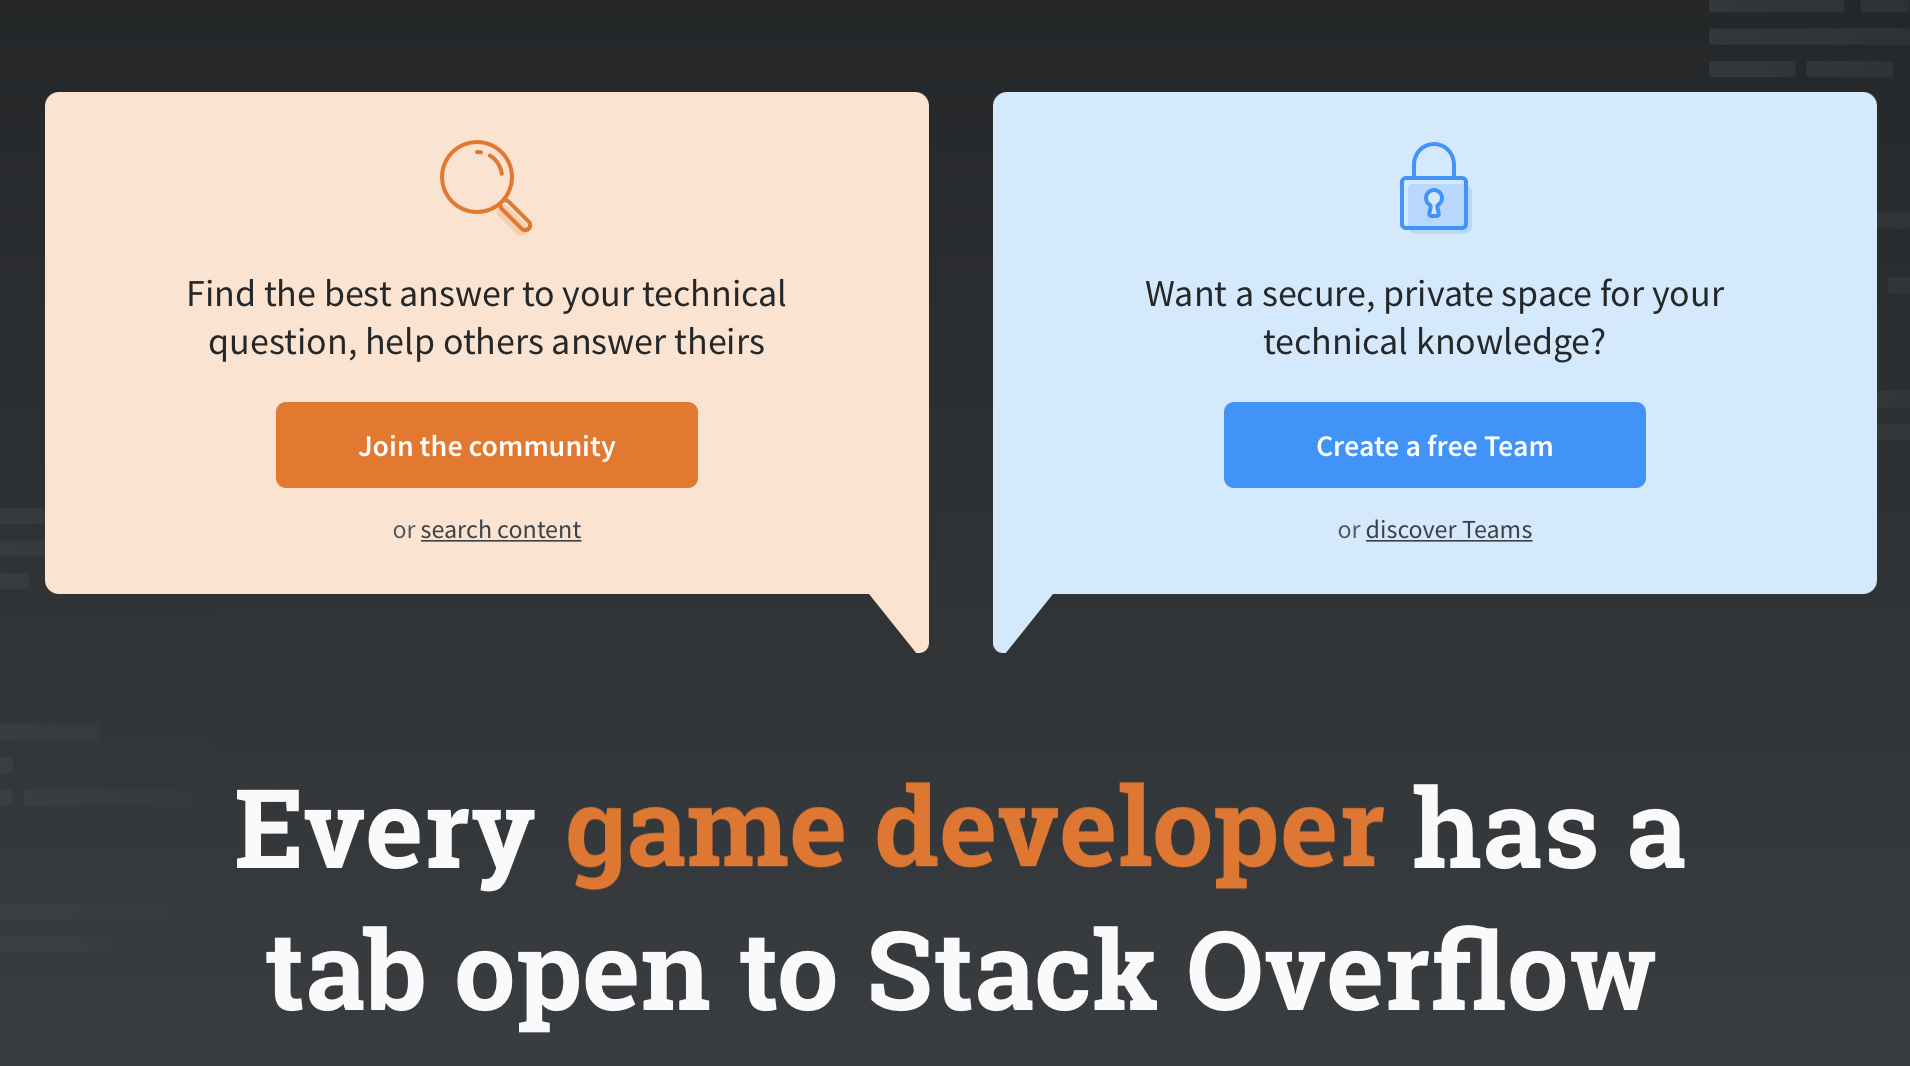 Find the best answer to your technical
question, help others answer theirs
Join the community
or search content
Want a secure, private space for your
technical knowledge?
Create a free Team
or discover Teams
Every game developer has a
tab open to Stack Overflow